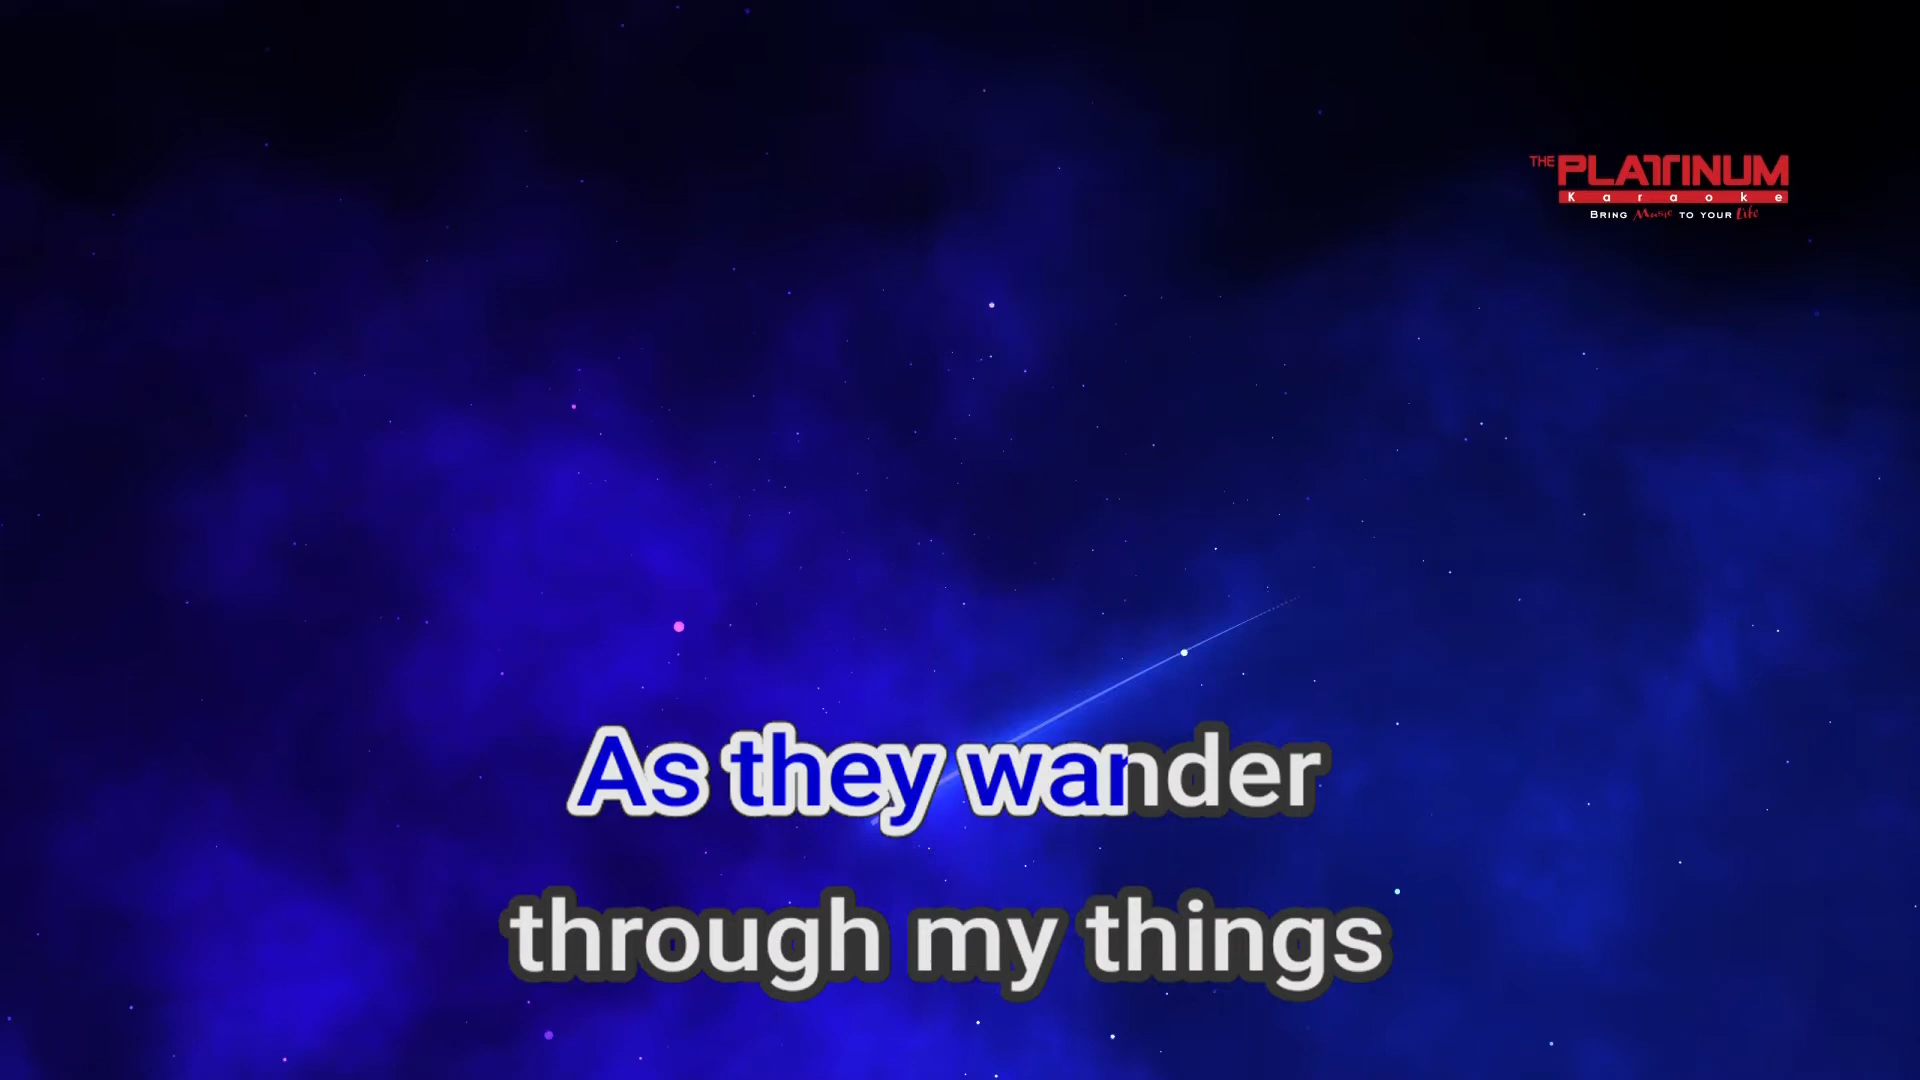 THE PLATINUM
Karaoke
BRING Music TO YOUR Life
As they wander
through my things